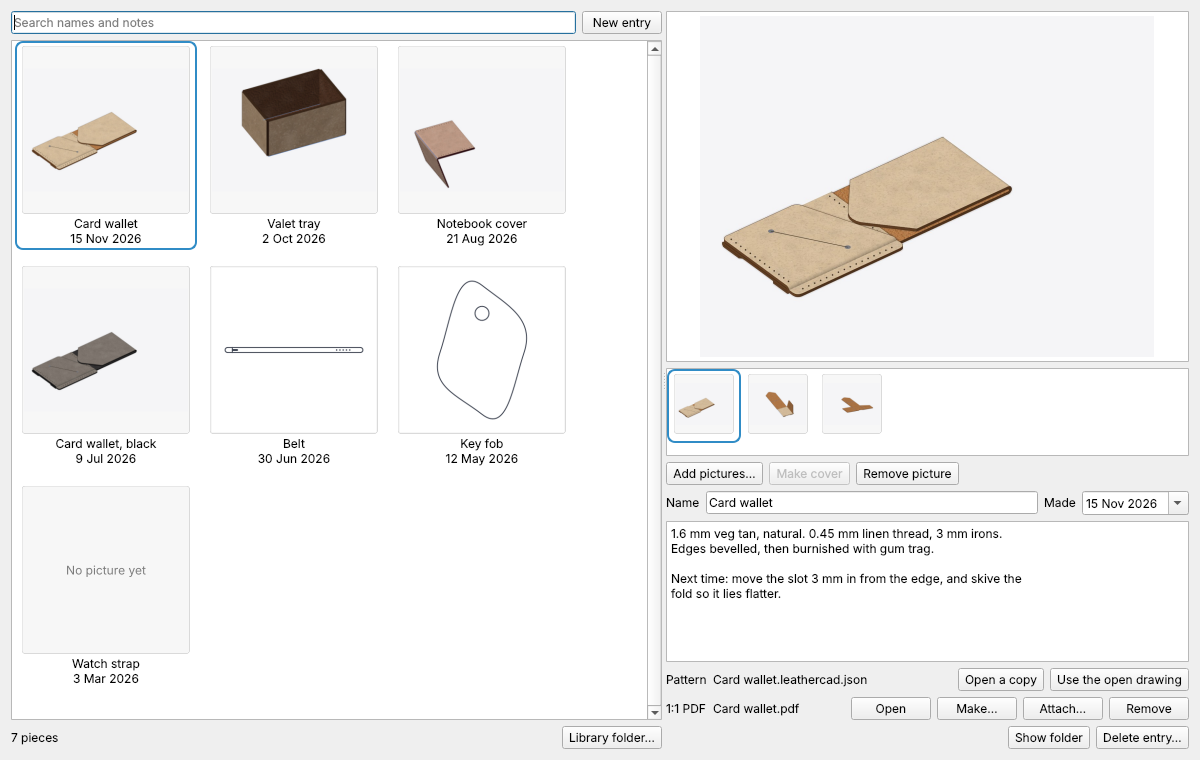 Search names and notes
New entry
Card wallet
15 Nov 2026
Valet tray
2 Oct 2026
Notebook cover
21 Aug 2026
Card wallet, black
9 Jul 2026
Belt
30 Jun 2026
Key fob
12 May 2026
No picture yet
Watch strap
3 Mar 2026
7 pieces
Library folder...
Add pictures...
Make cover
Remove picture
Name
Card wallet
Made
15 Nov 2026
1.6 mm veg tan, natural. 0.45 mm linen thread, 3 mm irons.
Edges bevelled, then burnished with gum trag.
Next time: move the slot 3 mm in from the edge, and skive the
fold so it lies flatter.
Pattern
Card wallet.leathercad.json
Open a copy
Use the open drawing
1:1 PDF
Card wallet.pdf
Open
Make...
Attach...
Remove
Show folder
Delete entry...